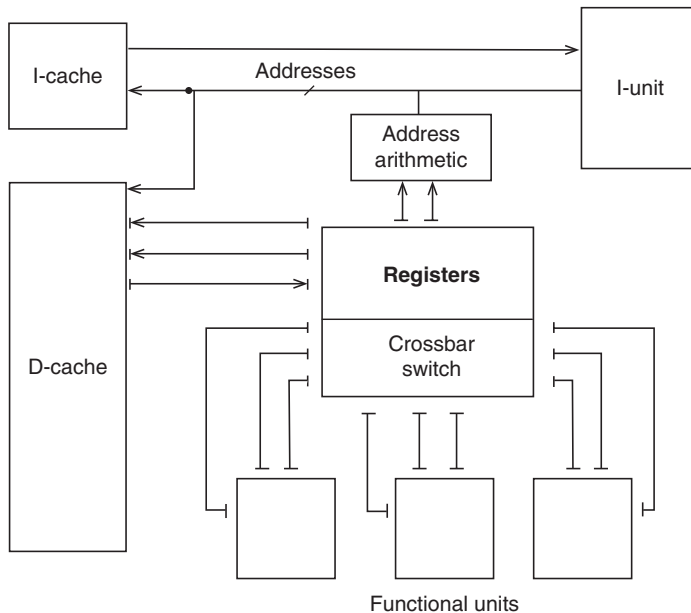 I-cache
Addresses
I-unit
Address
arithmetic
Registers
D-cache
Crossbar
switch
Functional units